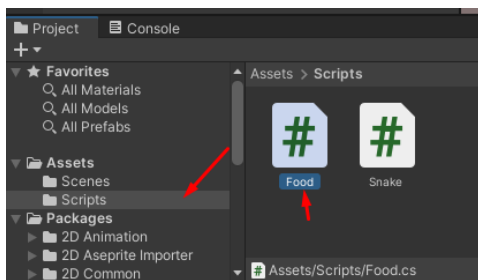 Project
Console
Favorites
All Materials
All Models
All Prefabs
Assets
Scenes
Scripts
Packages
2D Animation
2D Aseprite Importer
2D Common
Assets > Scripts
#
#
Food
Snake
# Assets/Scripts/Food.cs